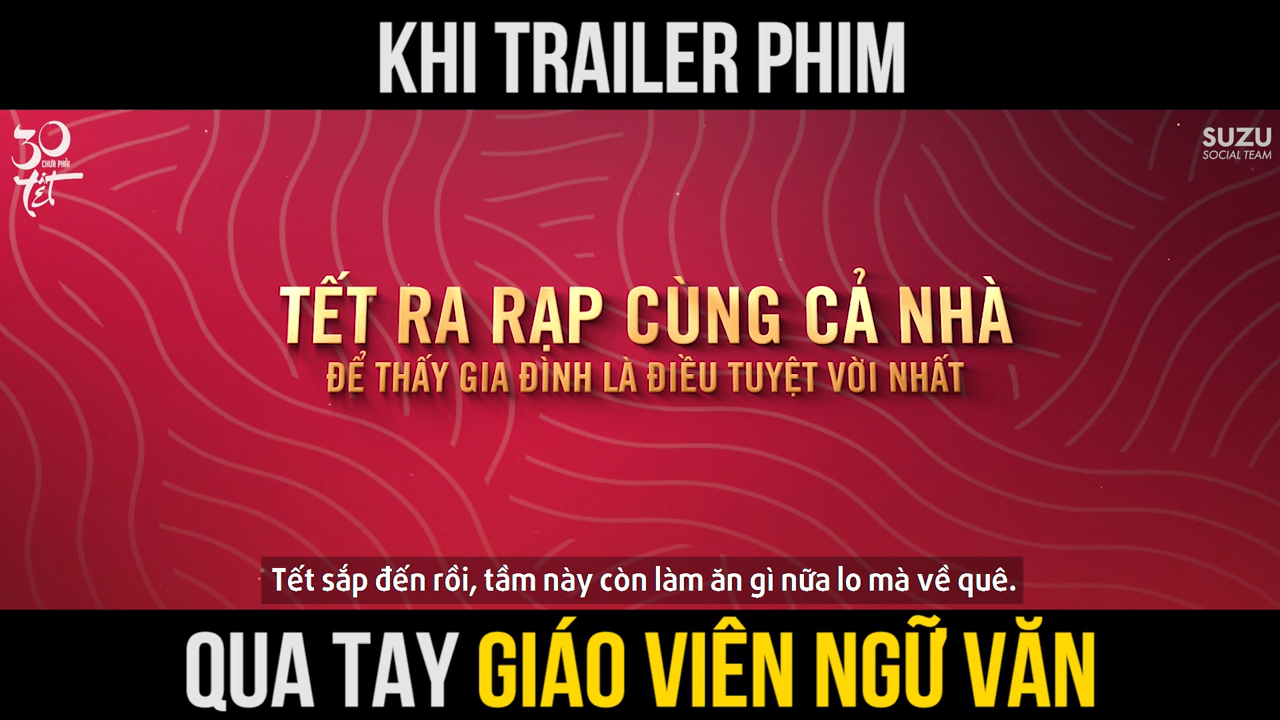 KHI TRAILER PHIM
30
CHƯA PHẢI
tết
SUZU
SOCIAL TEAM
TẾT RA RẠP CÙNG CẢ NHÀ
ĐỂ THẤY GIA ĐÌNH LÀ ĐIỀU TUYỆT VỜI NHẤT
Tết sắp đến rồi, tầm này còn làm ăn gì nữa lo mà về quê.
QUA TAY GIÁO VIÊN NGỮ VĂN